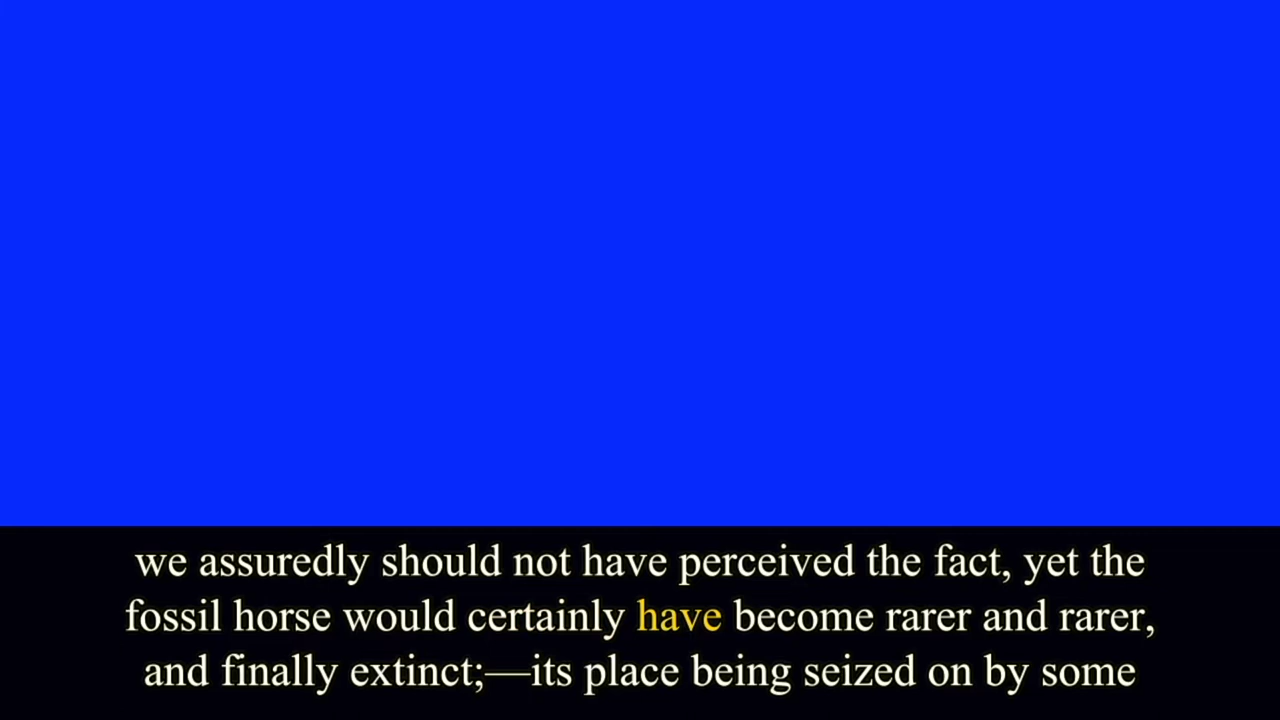 we assuredly should not have perceived the fact, yet the
fossil horse would certainly have become rarer and rarer,
and finally extinct;—its place being seized on by some